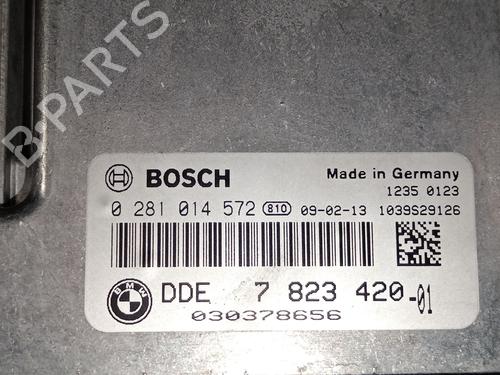 B-PARTS
BOSCH
Made in Germany
1235 0123
0 281 014 572 810 09-02-13 1039S29126
BMW
DDE 7 823 420-01
030378656